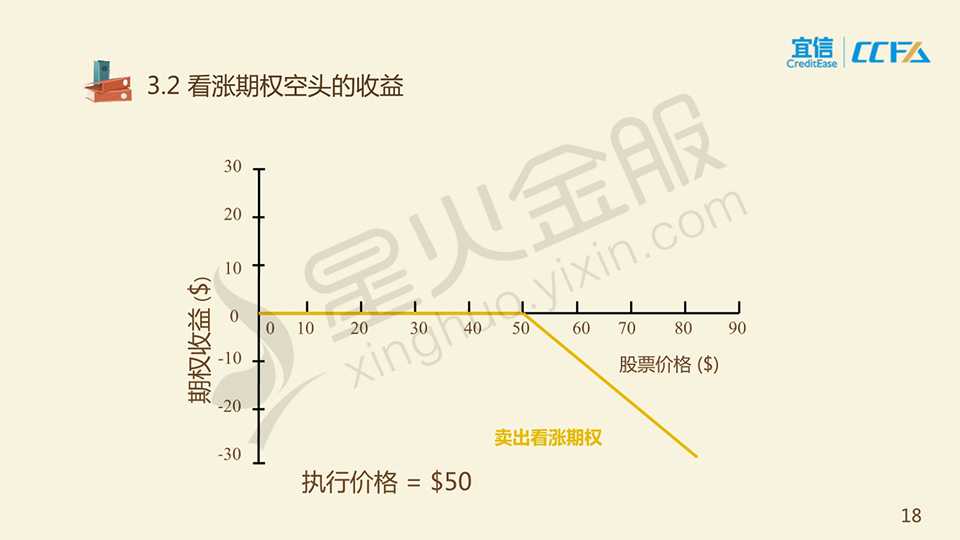 宜信
CreditEase
CCFA
3.2 看涨期权空头的收益
星火金服
xinghuo.yixin.com
30
20
10
0
-10
-20
-30
期权收益 ($)
0 10 20 30 40 50 60 70 80 90
股票价格 ($)
卖出看涨期权
执行价格 = $50
18